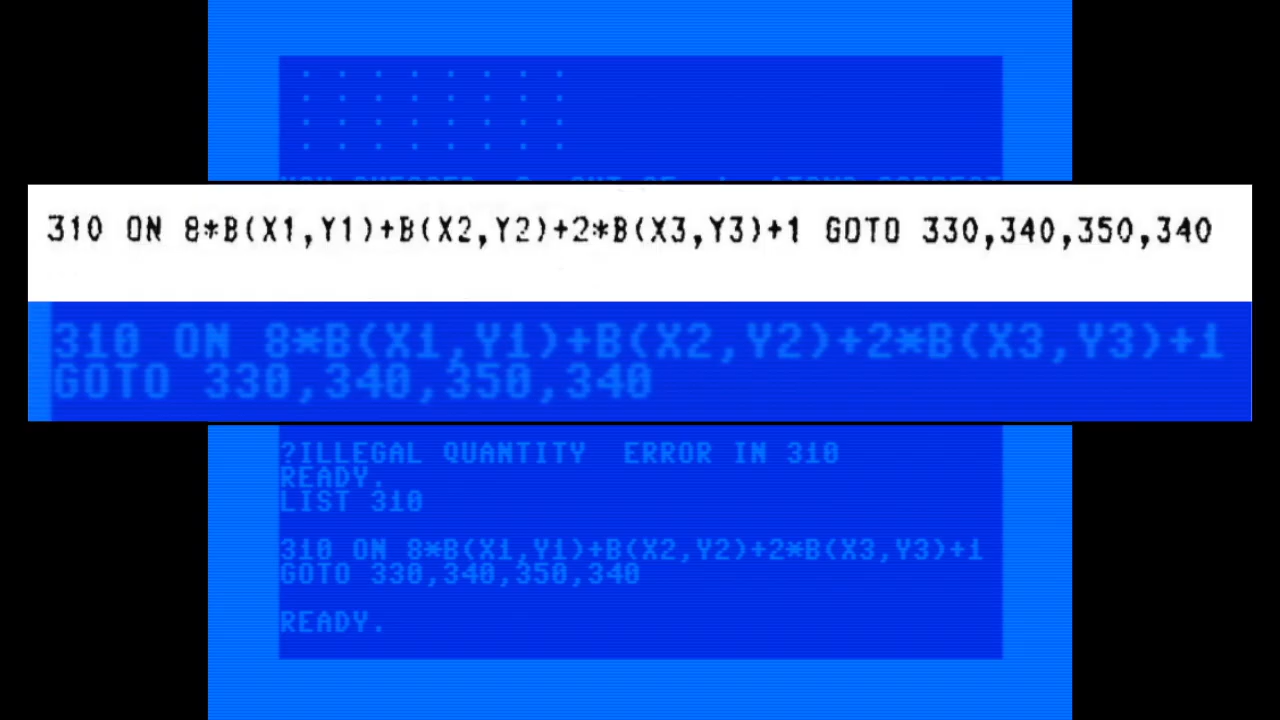 310 ON 8*B(X1,Y1)+B(X2,Y2)+2*B(X3,Y3)+1 GOTO 330,340,350,340
310 ON 8*B(X1,Y1)+B(X2,Y2)+2*B(X3,Y3)+1
GOTO 330,340,350,340
?ILLEGAL QUANTITY  ERROR IN 310
READY.
LIST 310
310 ON 8*B(X1,Y1)+B(X2,Y2)+2*B(X3,Y3)+1
GOTO 330,340,350,340
READY.